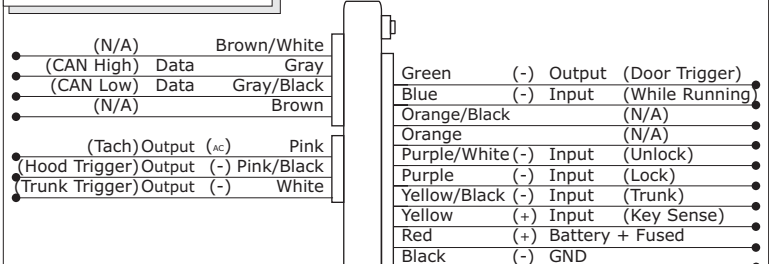 (N/A) Brown/White
(CAN High) Data Gray
(CAN Low) Data Gray/Black
(N/A) Brown
(Tach) Output (AC) Pink
(Hood Trigger) Output (-) Pink/Black
(Trunk Trigger) Output (-) White
Green (-) Output (Door Trigger)
Blue (-) Input (While Running)
Orange/Black (N/A)
Orange (N/A)
Purple/White (-) Input (Unlock)
Purple (-) Input (Lock)
Yellow/Black (-) Input (Trunk)
Yellow (+) Input (Key Sense)
Red (+) Battery + Fused
Black (-) GND